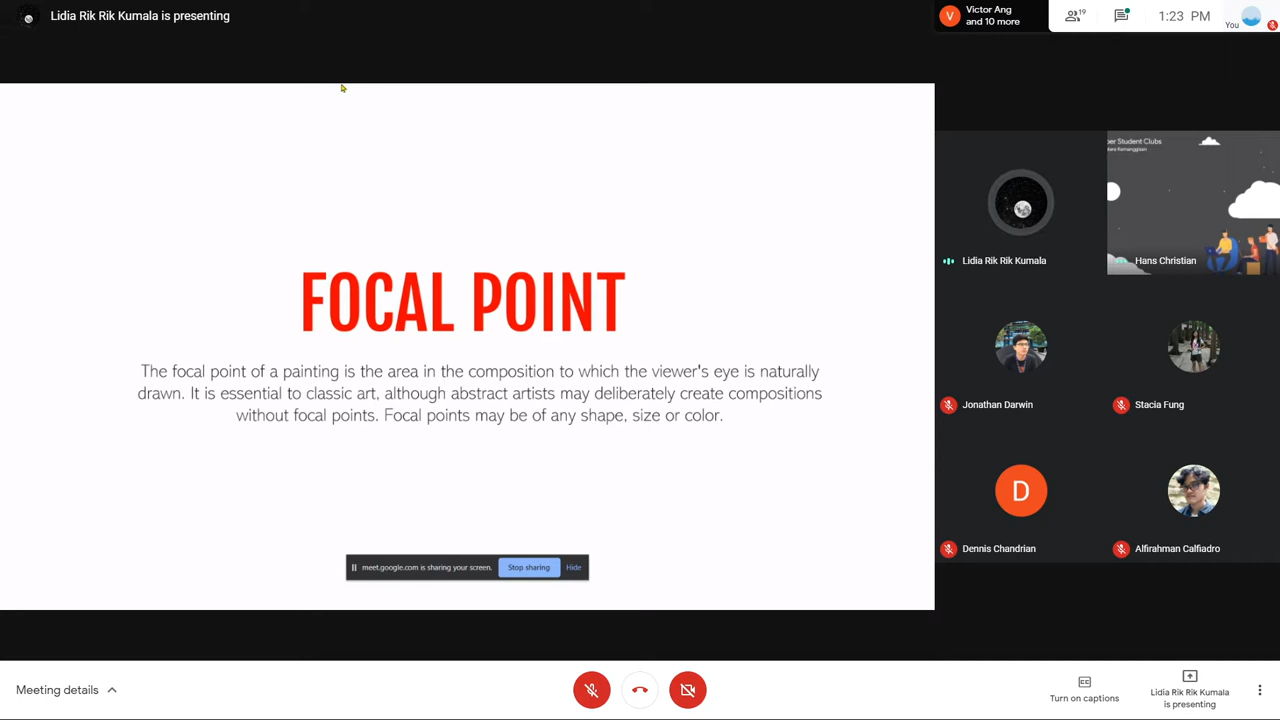 Lidia Rik Rik Kumala is presenting
V
Victor Ang
and 10 more
19
1:23 PM
You
FOCAL POINT
The focal point of a painting is the area in the composition to which the viewer's eye is naturally
drawn. It is essential to classic art, although abstract artists may deliberately create compositions
without focal points. Focal points may be of any shape, size or color.
meet.google.com is sharing your screen.
Stop sharing
Hide
Lidia Rik Rik Kumala
Student Clubs
Hans Christian
Jonathan Darwin
Stacia Fung
D
Dennis Chandrian
Alfirahman Calfiadro
Meeting details
CC
Turn on captions
Lidia Rik Rik Kumala
is presenting